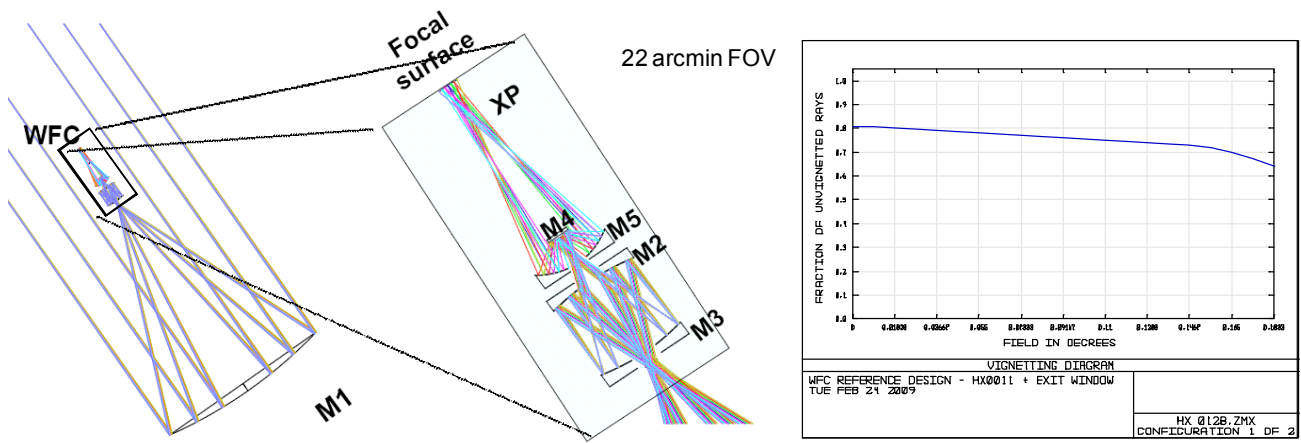 22 arcmin FOV
Focal
surface
XP
WFC
M4
M5
M2
M3
M1
FRACTION OF UNVIGNETTED RAYS
1.0
0.9
0.8
0.7
0.6
0.5
0.4
0.3
0.2
0.1
0.0
0 0.055 0.11 0.165
FIELD IN DEGREES
VIGNETTING DIAGRAM
WFC REFERENCE DESIGN - HX0011 + EXIT WINDOW
TUE FEB 24 2009
HX 012B.ZMX
CONFIGURATION 1 OF 2